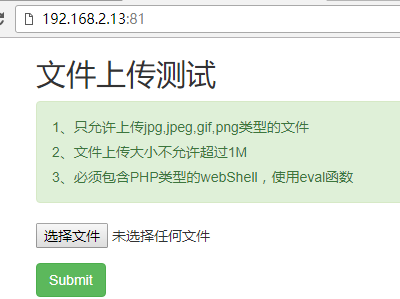 192.168.2.13:81
文件上传测试
1、只允许上传jpg,jpeg,gif,png类型的文件
2、文件上传大小不允许超过1M
3、必须包含PHP类型的webShell，使用eval函数
选择文件 未选择任何文件
Submit